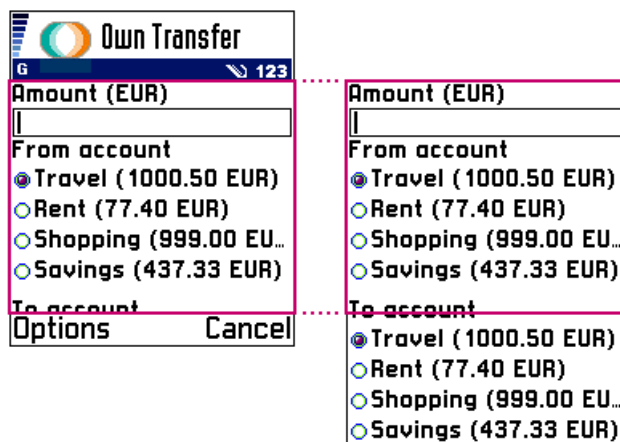 Own Transfer
G 123
Amount (EUR)
From account
Travel (1000.50 EUR)
Rent (77.40 EUR)
Shopping (999.00 EU...
Savings (437.33 EUR)
To account
Options Cancel
Amount (EUR)
From account
Travel (1000.50 EUR)
Rent (77.40 EUR)
Shopping (999.00 EU...
Savings (437.33 EUR)
To account
Travel (1000.50 EUR)
Rent (77.40 EUR)
Shopping (999.00 EU...
Savings (437.33 EUR)